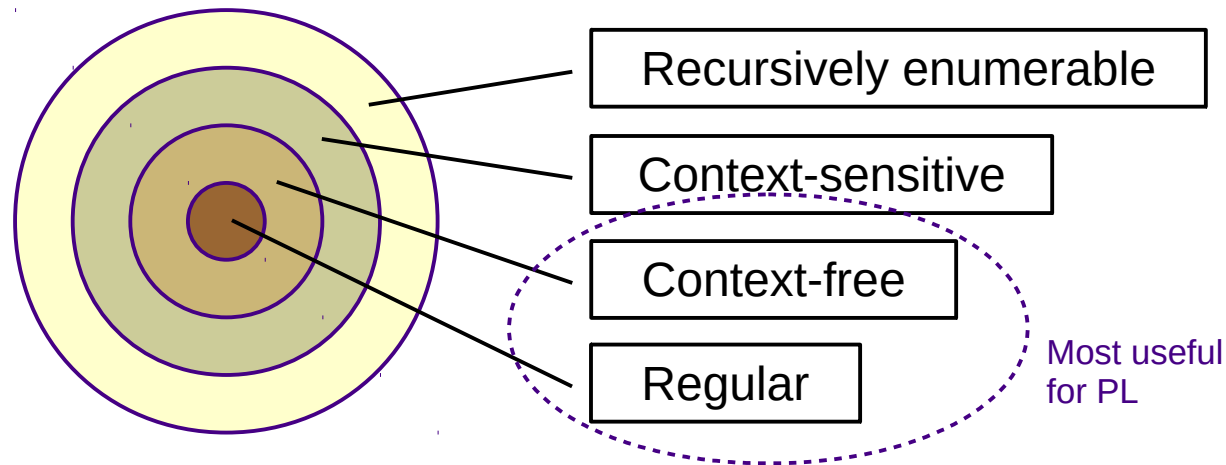 Recursively enumerable
Context-sensitive
Context-free
Regular
Most useful
for PL